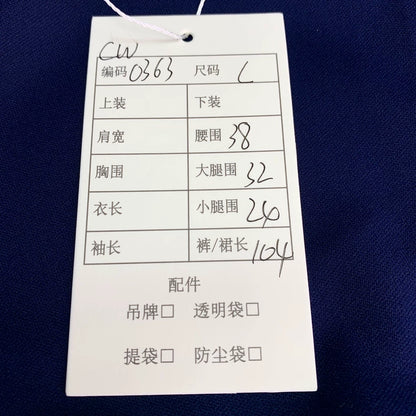 CW
编码 0363 尺码 L
上装 下装
肩宽 腰围 38
胸围 大腿围 32
衣长 小腿围 24
袖长 裤/裙长 104
配件
吊牌□ 透明袋□
提袋□ 防尘袋□